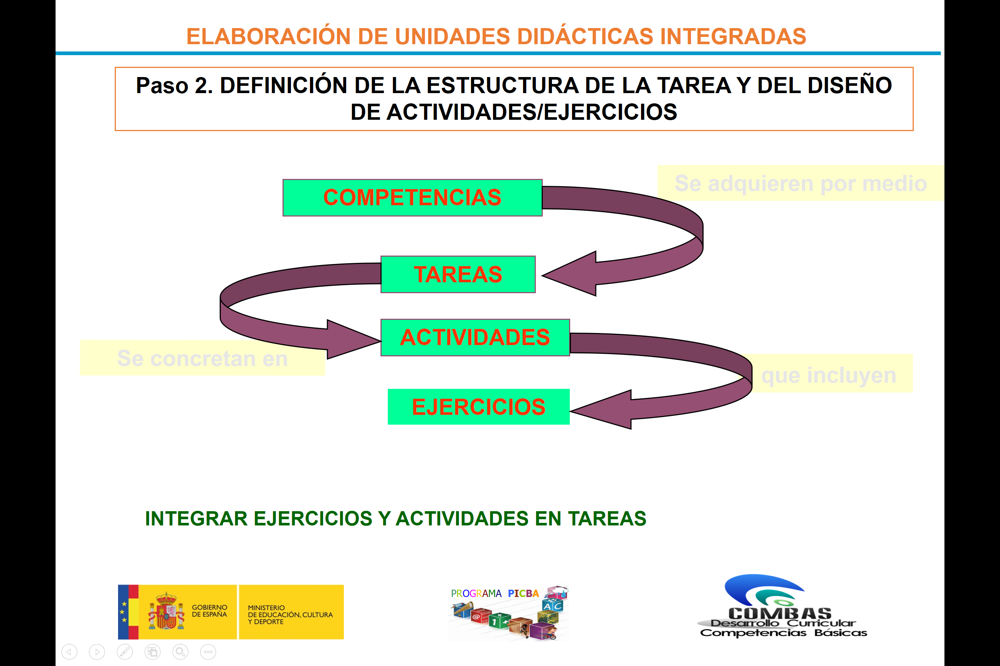 ELABORACIÓN DE UNIDADES DIDÁCTICAS INTEGRADAS
Paso 2. DEFINICIÓN DE LA ESTRUCTURA DE LA TAREA Y DEL DISEÑO
DE ACTIVIDADES/EJERCICIOS
Se adquieren por medio
COMPETENCIAS
TAREAS
ACTIVIDADES
Se concretan en
que incluyen
EJERCICIOS
INTEGRAR EJERCICIOS Y ACTIVIDADES EN TAREAS
GOBIERNO
DE ESPAÑA
MINISTERIO
DE EDUCACIÓN, CULTURA
Y DEPORTE
PROGRAMA PICBA
COMBAS
Desarrollo Curricular
Competencias Básicas